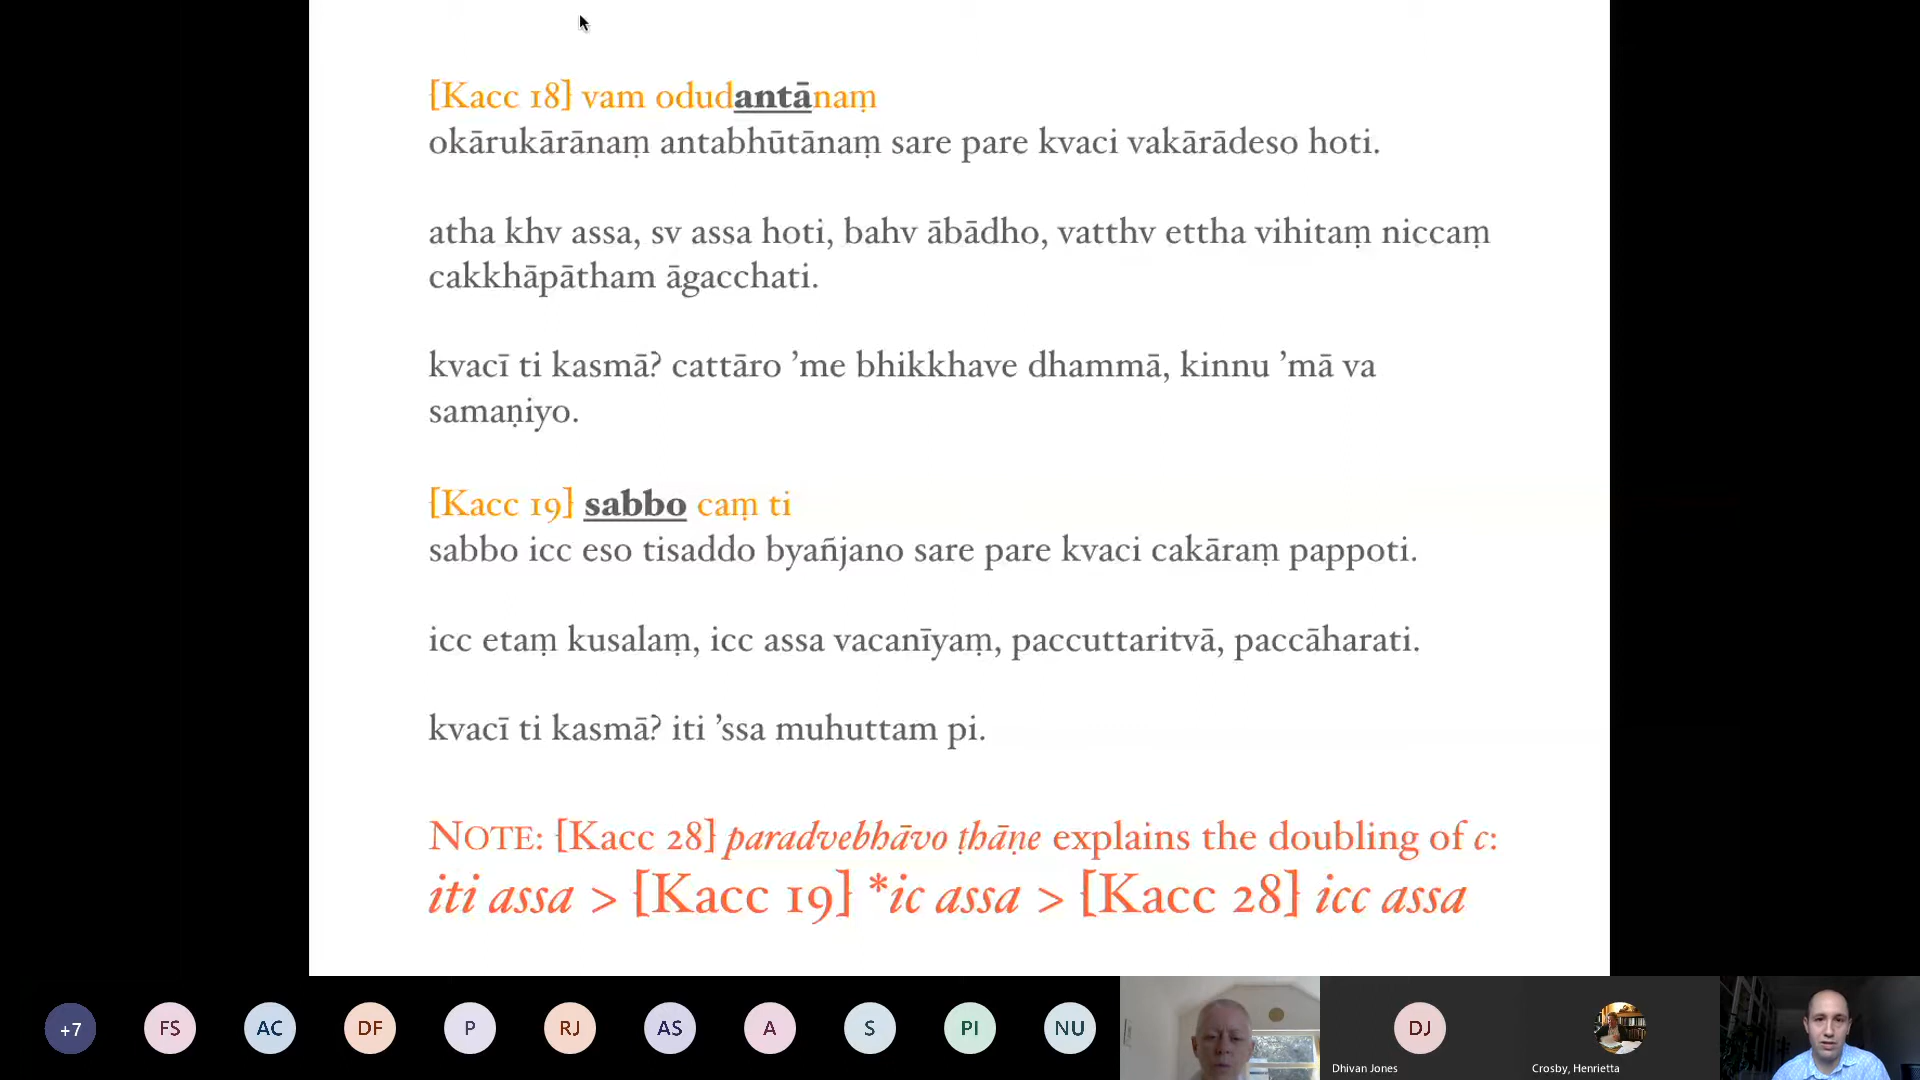 [Kacc 18] vam odudantānaṃ
okārukārānaṃ antabhūtānaṃ sare pare kvaci vakārādeso hoti.
atha khv assa, sv assa hoti, bahv ābādho, vatthv ettha vihitaṃ niccaṃ
cakkhāpātham āgacchati.
kvacī ti kasmā? cattāro ’me bhikkhave dhammā, kinnu ’mā va
samaṇiyo.
[Kacc 19] sabbo caṃ ti
sabbo icc eso tisaddo byañjano sare pare kvaci cakāraṃ pappoti.
icc etaṃ kusalaṃ, icc assa vacanīyaṃ, paccuttaritvā, paccāharati.
kvacī ti kasmā? iti ’ssa muhuttam pi.
NOTE: [Kacc 28] paradvebhāvo ṭhāṇe explains the doubling of c:
iti assa > [Kacc 19] *ic assa > [Kacc 28] icc assa
+7 FS AC DF P RJ AS A S PI NU DJ
Dhivan Jones Crosby, Henrietta